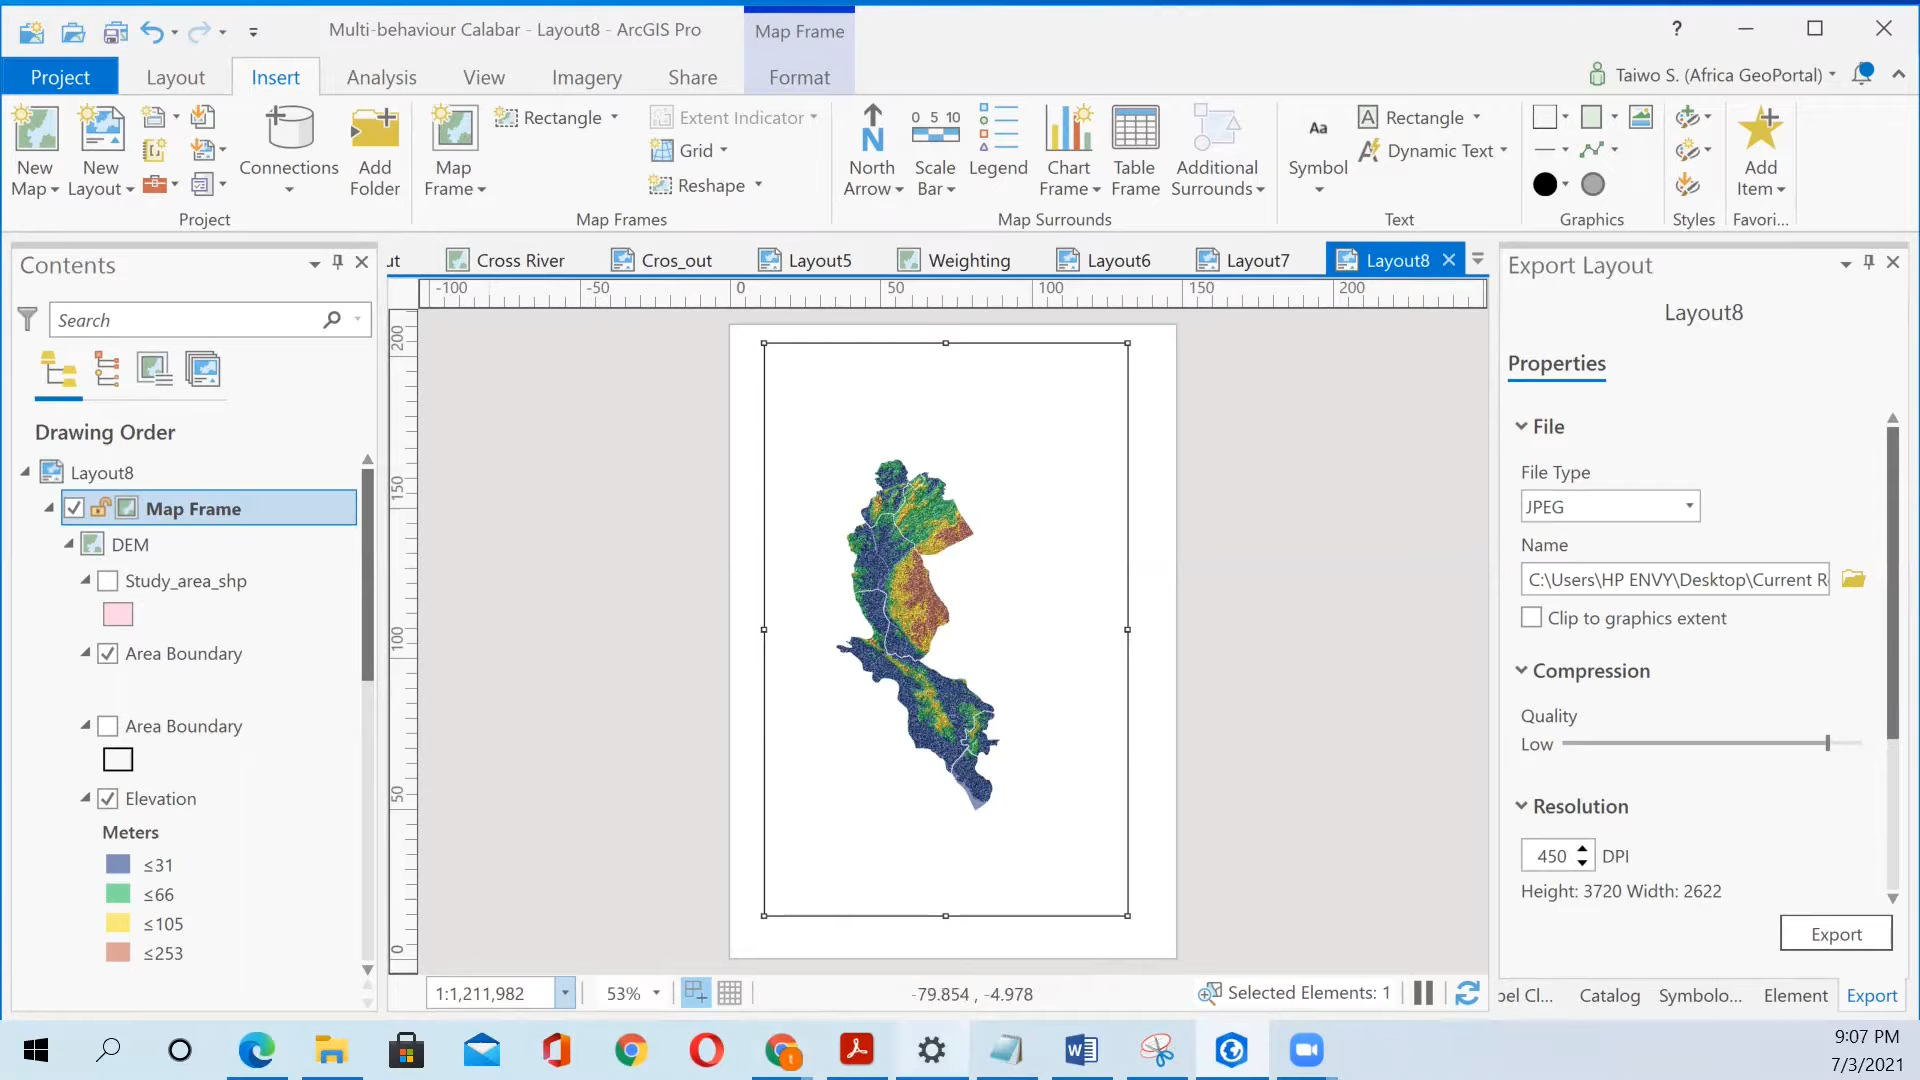 Multi-behaviour Calabar - Layout8 - ArcGIS Pro
Map Frame
?
Project
Layout
Insert
Analysis
View
Imagery
Share
Format
Taiwo S. (Africa GeoPortal)
New Map
New Layout
Connections
Add Folder
Project
Map Frame
Rectangle
Extent Indicator
Grid
Reshape
Map Frames
N
North Arrow
0 5 10
Scale Bar
Legend
Chart Frame
Table Frame
Additional Surrounds
Map Surrounds
Aa
Symbol
A Rectangle
A Dynamic Text
Text
Graphics
Styles
Add Item
Favori...
Contents
Search
Drawing Order
Layout8
Map Frame
DEM
Study_area_shp
Area Boundary
Area Boundary
Elevation
Meters
≤31
≤66
≤105
≤253
ut
Cross River
Cros_out
Layout5
Weighting
Layout6
Layout7
Layout8
-100
-50
0
50
100
150
200
200
150
100
50
0
1:1,211,982
53%
-79.854 , -4.978
Selected Elements: 1
Export Layout
Layout8
Properties
File
File Type
JPEG
Name
C:\Users\HP ENVY\Desktop\Current R
Clip to graphics extent
Compression
Quality
Low
Resolution
450 DPI
Height: 3720 Width: 2622
Export
pel Cl...
Catalog
Symbolo...
Element
Export
9:07 PM
7/3/2021